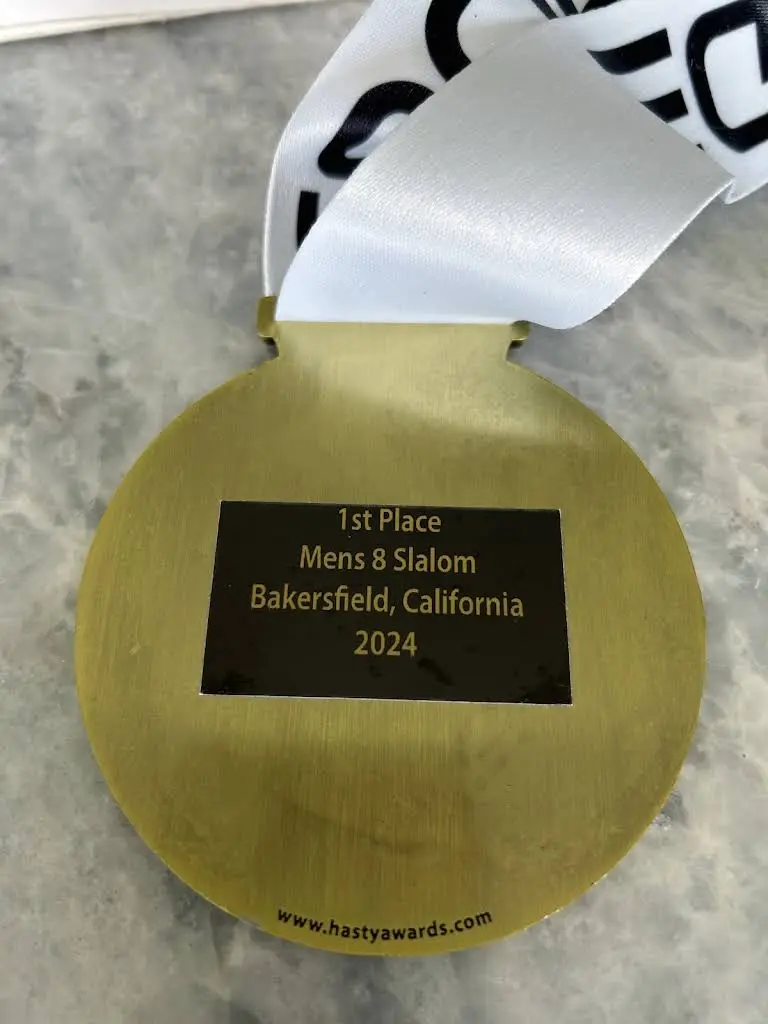 1st Place
Mens 8 Slalom
Bakersfield, California
2024
www.hastyawards.com